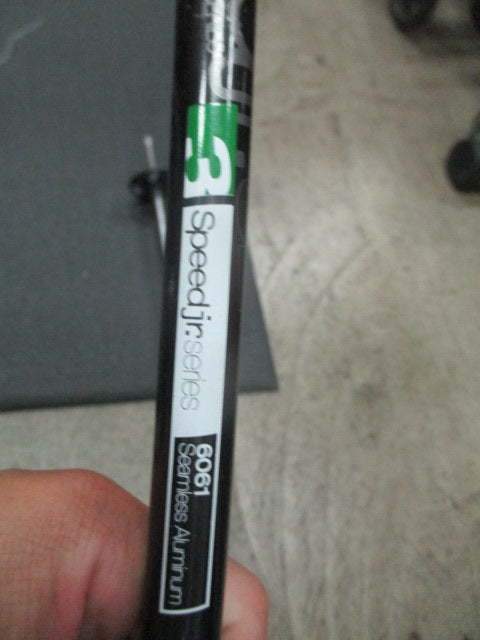 3
Speed jr. series
6061
Seamless Aluminum